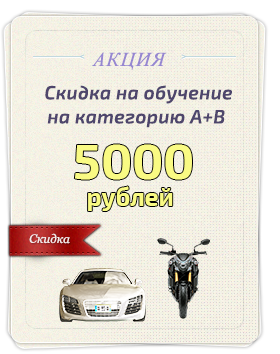 АКЦИЯ
Скидка на обучение
на категорию А+В
5000
рублей
Скидка